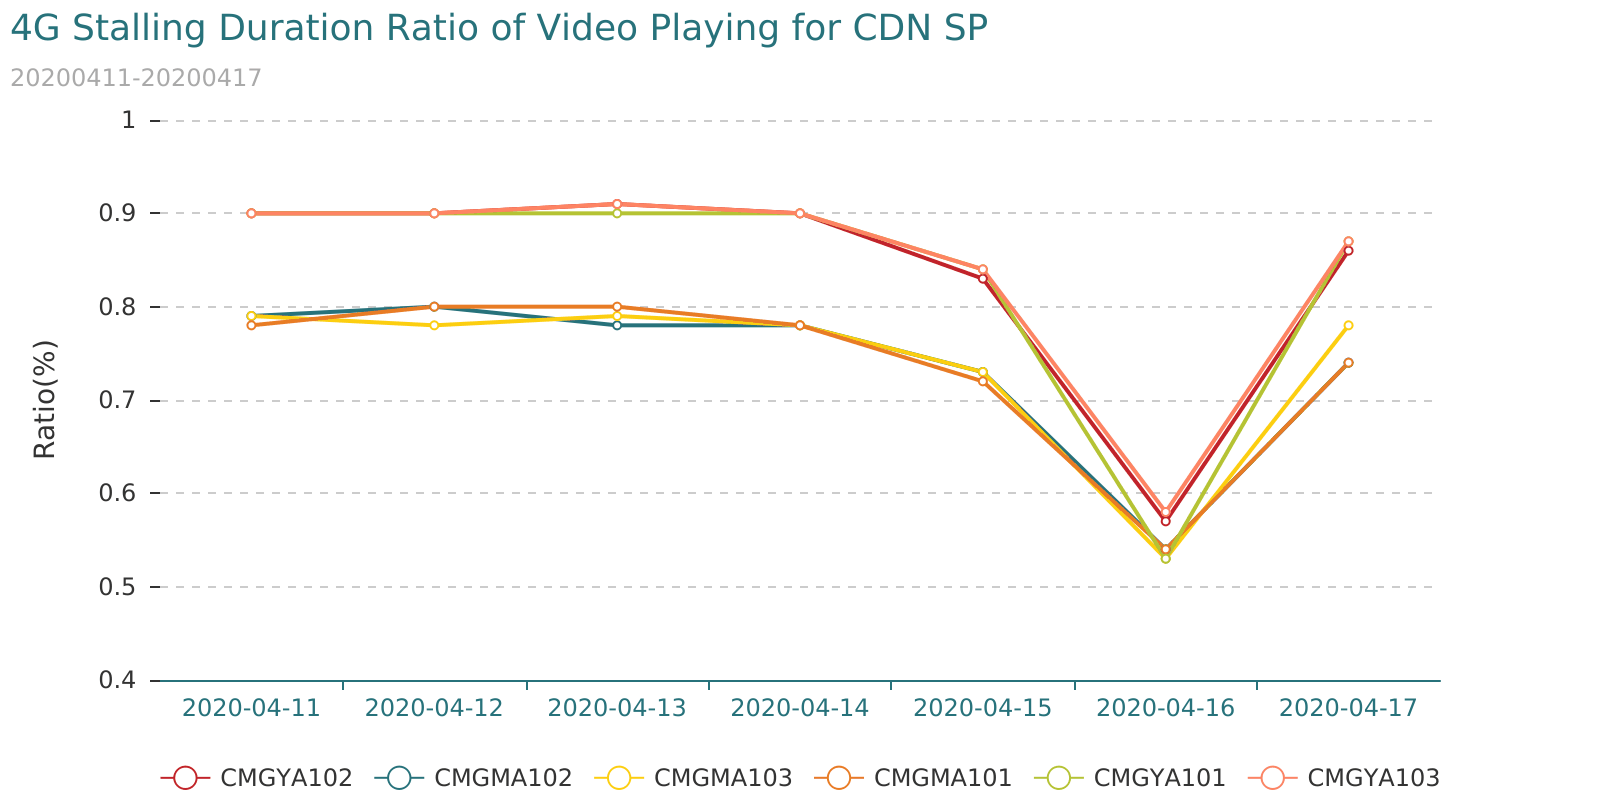 4G Stalling Duration Ratio of Video Playing for CDN SP
20200411-20200417
1
0.9
0.8
0.7
0.6
0.5
0.4
Ratio(%)
2020-04-11 2020-04-12 2020-04-13 2020-04-14 2020-04-15 2020-04-16 2020-04-17
CMGYA102 CMGMA102 CMGMA103 CMGMA101 CMGYA101 CMGYA103